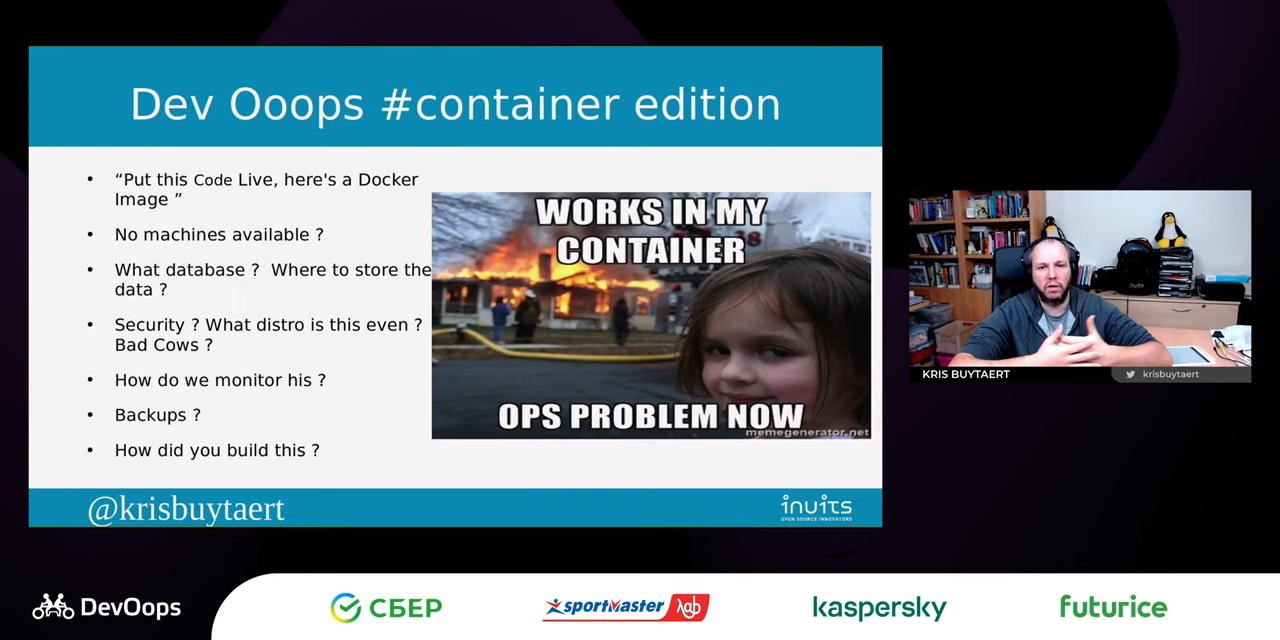 Dev Ooops #container edition
• “Put this Code Live, here's a Docker
Image ”
• No machines available ?
• What database ?  Where to store the
data ?
• Security ? What distro is this even ?
Bad Cows ?
• How do we monitor his ?
• Backups ?
• How did you build this ?
WORKS IN MY
CONTAINER
18
OPS PROBLEM NOW
memegenerator.net
@krisbuytaert
inuits
OPEN SOURCE INNOVATORS
inuits
KRIS BUYTAERT
krisbuytaert
DevOops
СБЕР
sportmaster лаб
kaspersky
futurice